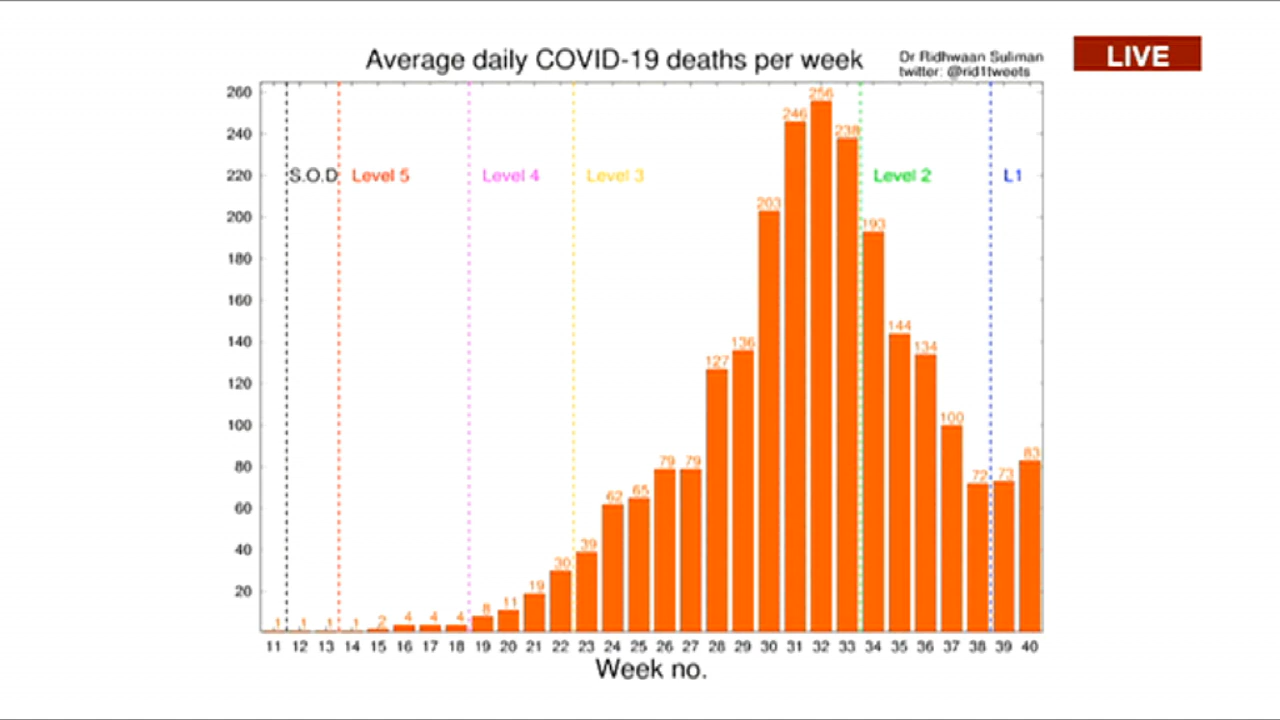 Average daily COVID-19 deaths per week
Dr Ridhwaan Suliman
twitter: @rid1tweets
LIVE
260
240
220
200
180
160
140
120
100
80
60
40
20
S.O.D
Level 5
Level 4
Level 3
Level 2
L1
1 1 1 1 2 4 4 4 8 11 19 30 39 62 65 79 79 127 136 203 246 256 238 193 144 134 100 72 73 83
11 12 13 14 15 16 17 18 19 20 21 22 23 24 25 26 27 28 29 30 31 32 33 34 35 36 37 38 39 40
Week no.